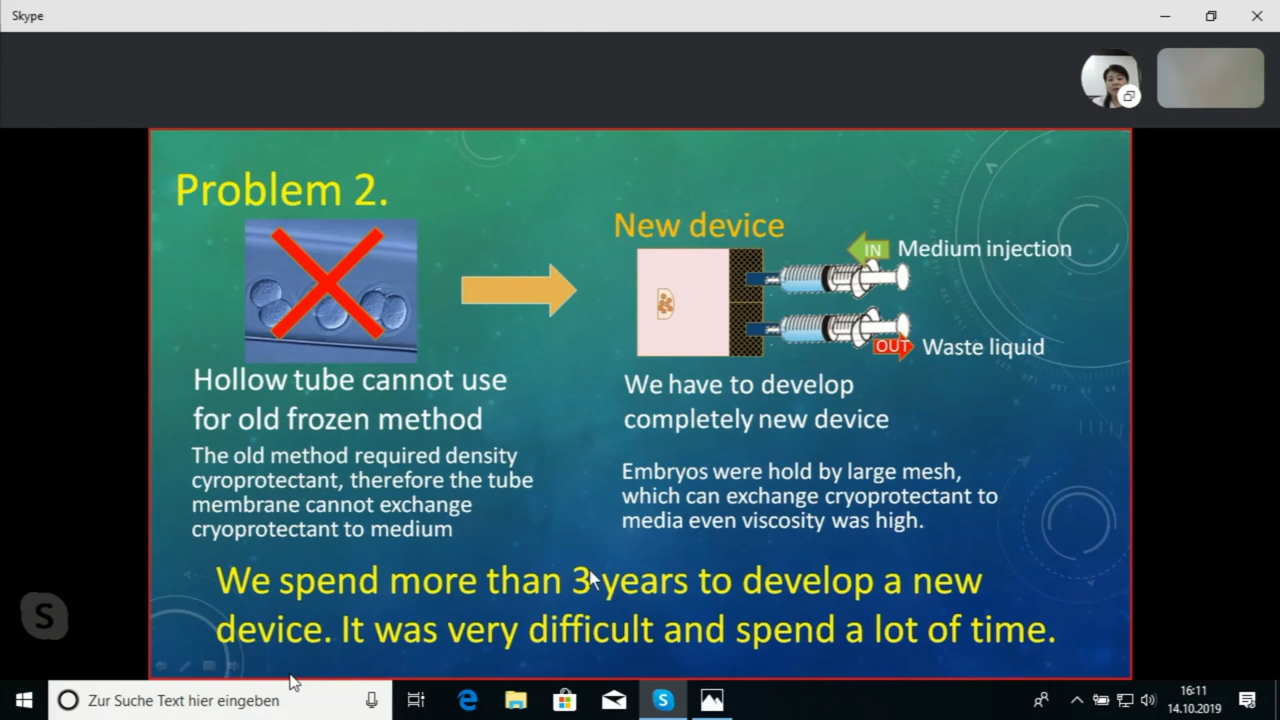 Skype
Problem 2.
New device
IN
Medium injection
OUT
Waste liquid
Hollow tube cannot use
for old frozen method
The old method required density
cyroprotectant, therefore the tube
membrane cannot exchange
cryoprotectant to medium
We have to develop
completely new device
Embryos were hold by large mesh,
which can exchange cryoprotectant to
media even viscosity was high.
We spend more than 3 years to develop a new
device. It was very difficult and spend a lot of time.
S
Zur Suche Text hier eingeben
16:11
14.10.2019